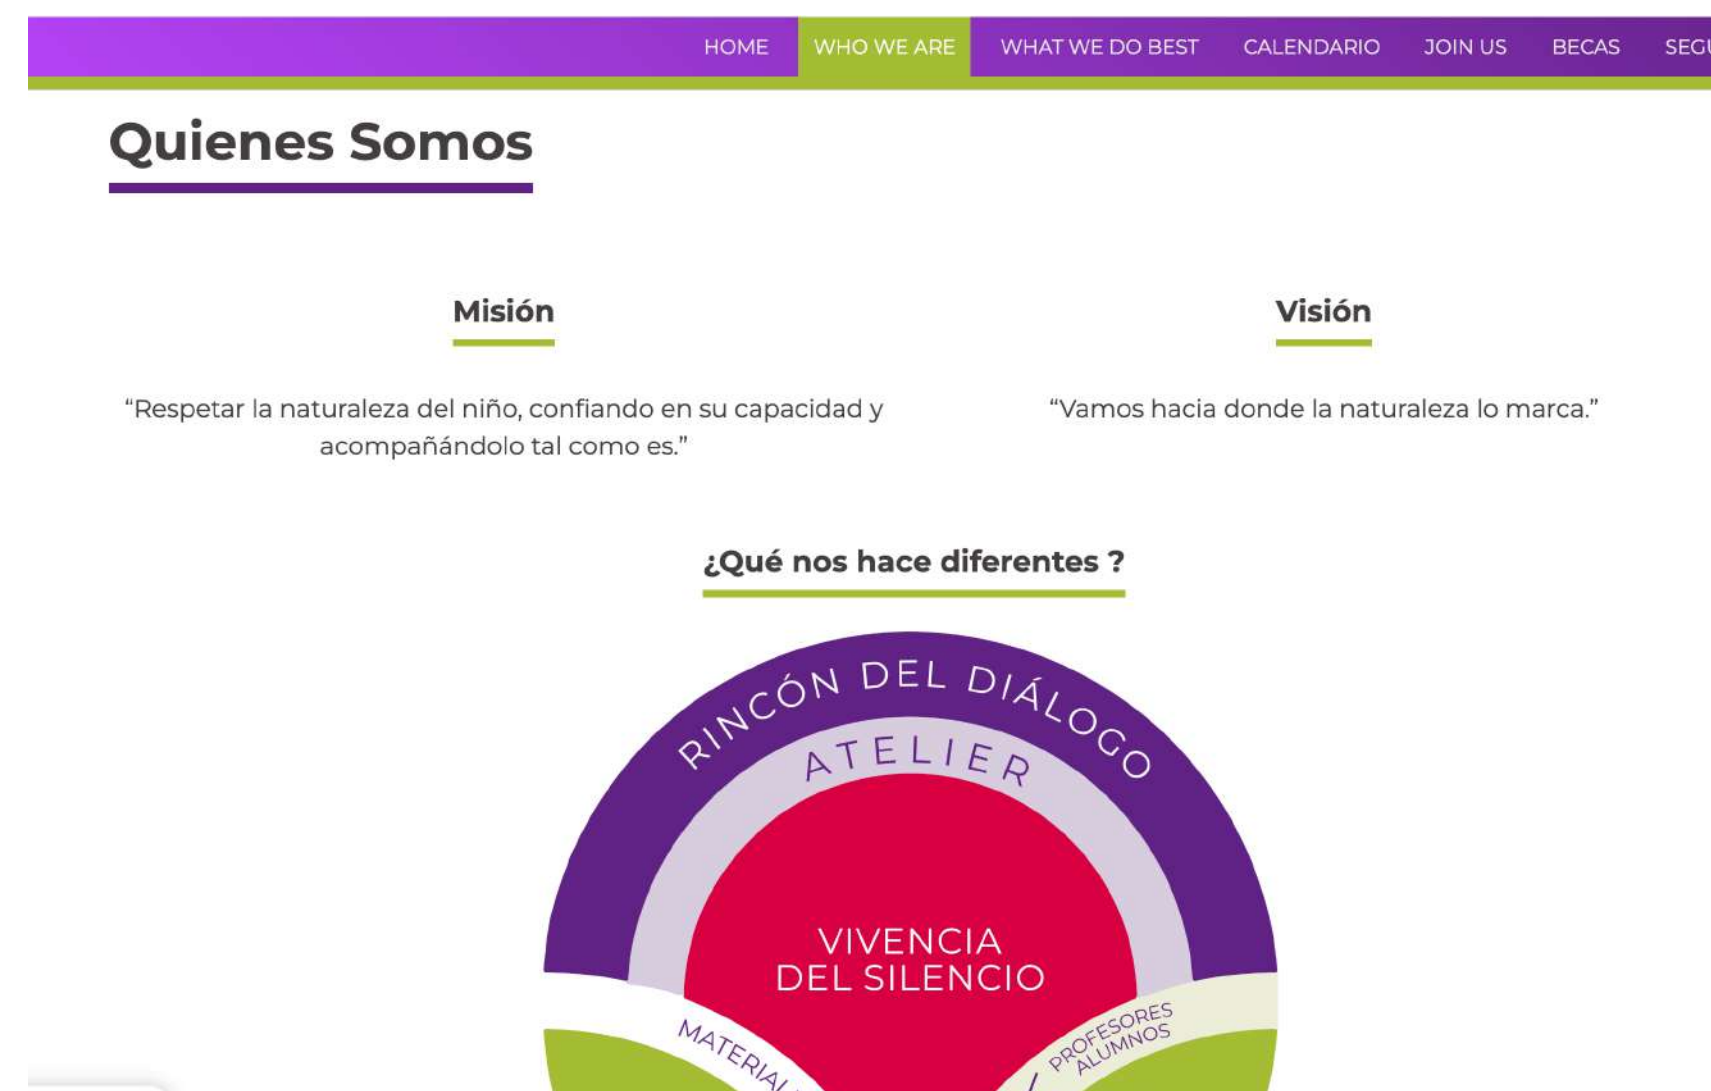 HOME WHO WE ARE WHAT WE DO BEST CALENDARIO JOIN US BECAS
Quienes Somos
Misión
Visión
“Respetar la naturaleza del niño, confiando en su capacidad y
acompañándolo tal como es.”
“Vamos hacia donde la naturaleza lo marca.”
¿Qué nos hace diferentes ?
RINCÓN DEL DIÁLOGO
ATELIER
VIVENCIA
DEL SILENCIO
PROFESORES
ALUMNOS